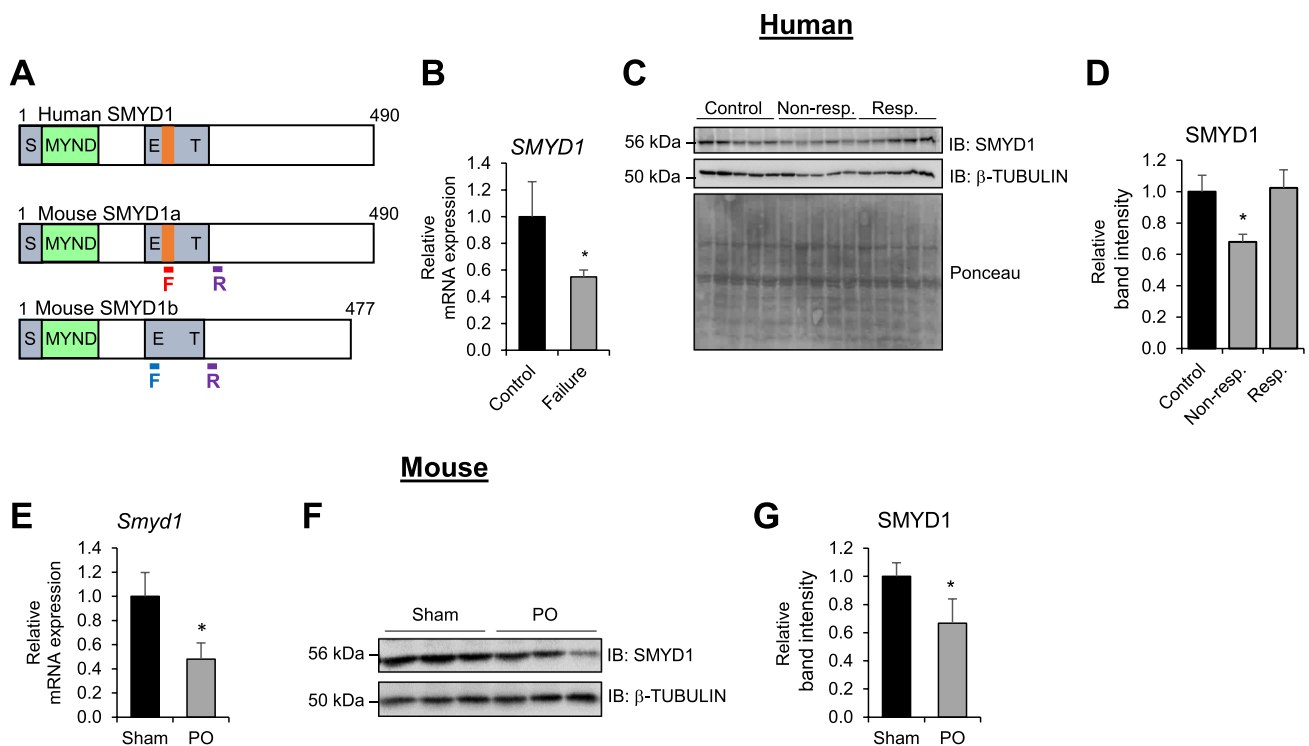 Human
A
1 Human SMYD1
490
S MYND E T
1 Mouse SMYD1a
490
S MYND E T
F R
1 Mouse SMYD1b
477
S MYND E T
F R
B
SMYD1
Relative
mRNA expression
1.4
1.2
1.0
0.8
0.6
0.4
0.2
0.0
*
Control
Failure
C
Control Non-resp. Resp.
56 kDa
IB: SMYD1
50 kDa
IB: β-TUBULIN
Ponceau
D
SMYD1
Relative
band intensity
1.2
1.0
0.8
0.6
0.4
0.2
0.0
*
Control
Non-resp.
Resp.
Mouse
E
Smyd1
Relative
mRNA expression
1.4
1.2
1.0
0.8
0.6
0.4
0.2
0.0
*
Sham PO
F
Sham PO
56 kDa
IB: SMYD1
50 kDa
IB: β-TUBULIN
G
SMYD1
Relative
band intensity
1.2
1.0
0.8
0.6
0.4
0.2
0.0
*
Sham PO